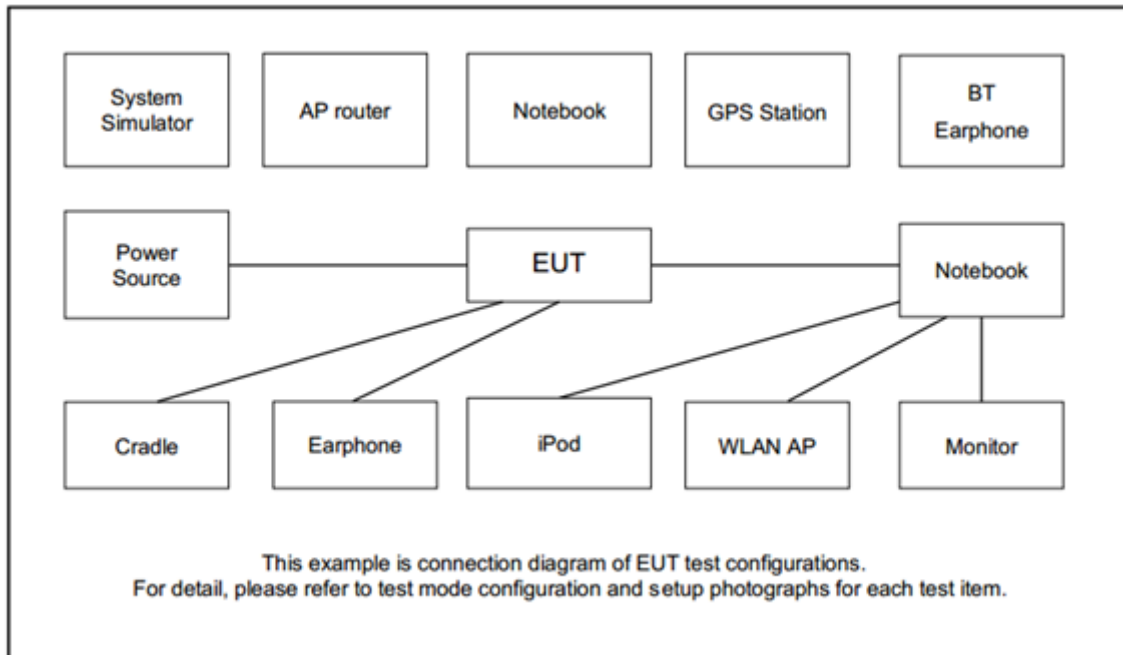 System
Simulator
AP router
Notebook
GPS Station
BT
Earphone
Power
Source
EUT
Notebook
Cradle
Earphone
iPod
WLAN AP
Monitor
This example is connection diagram of EUT test configurations.
For detail, please refer to test mode configuration and setup photographs for each test item.